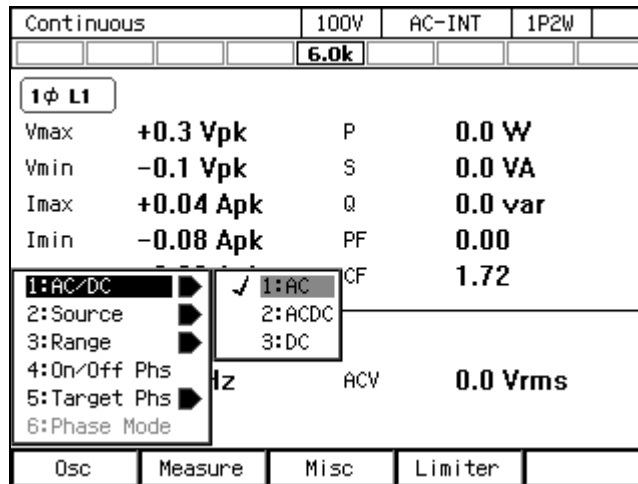 Continuous 100V AC-INT 1P2W
6.0k
1ϕ L1
Vmax +0.3 Vpk P 0.0 W
Vmin -0.1 Vpk S 0.0 VA
Imax +0.04 Apk Q 0.0 var
Imin -0.08 Apk PF 0.00
1:AC/DC ✓ 1:AC CF 1.72
2:Source 2:ACDC
3:Range 3:DC
4:On/Off Phs Hz ACV 0.0 Vrms
5:Target Phs
6:Phase Mode
Osc Measure Misc Limiter